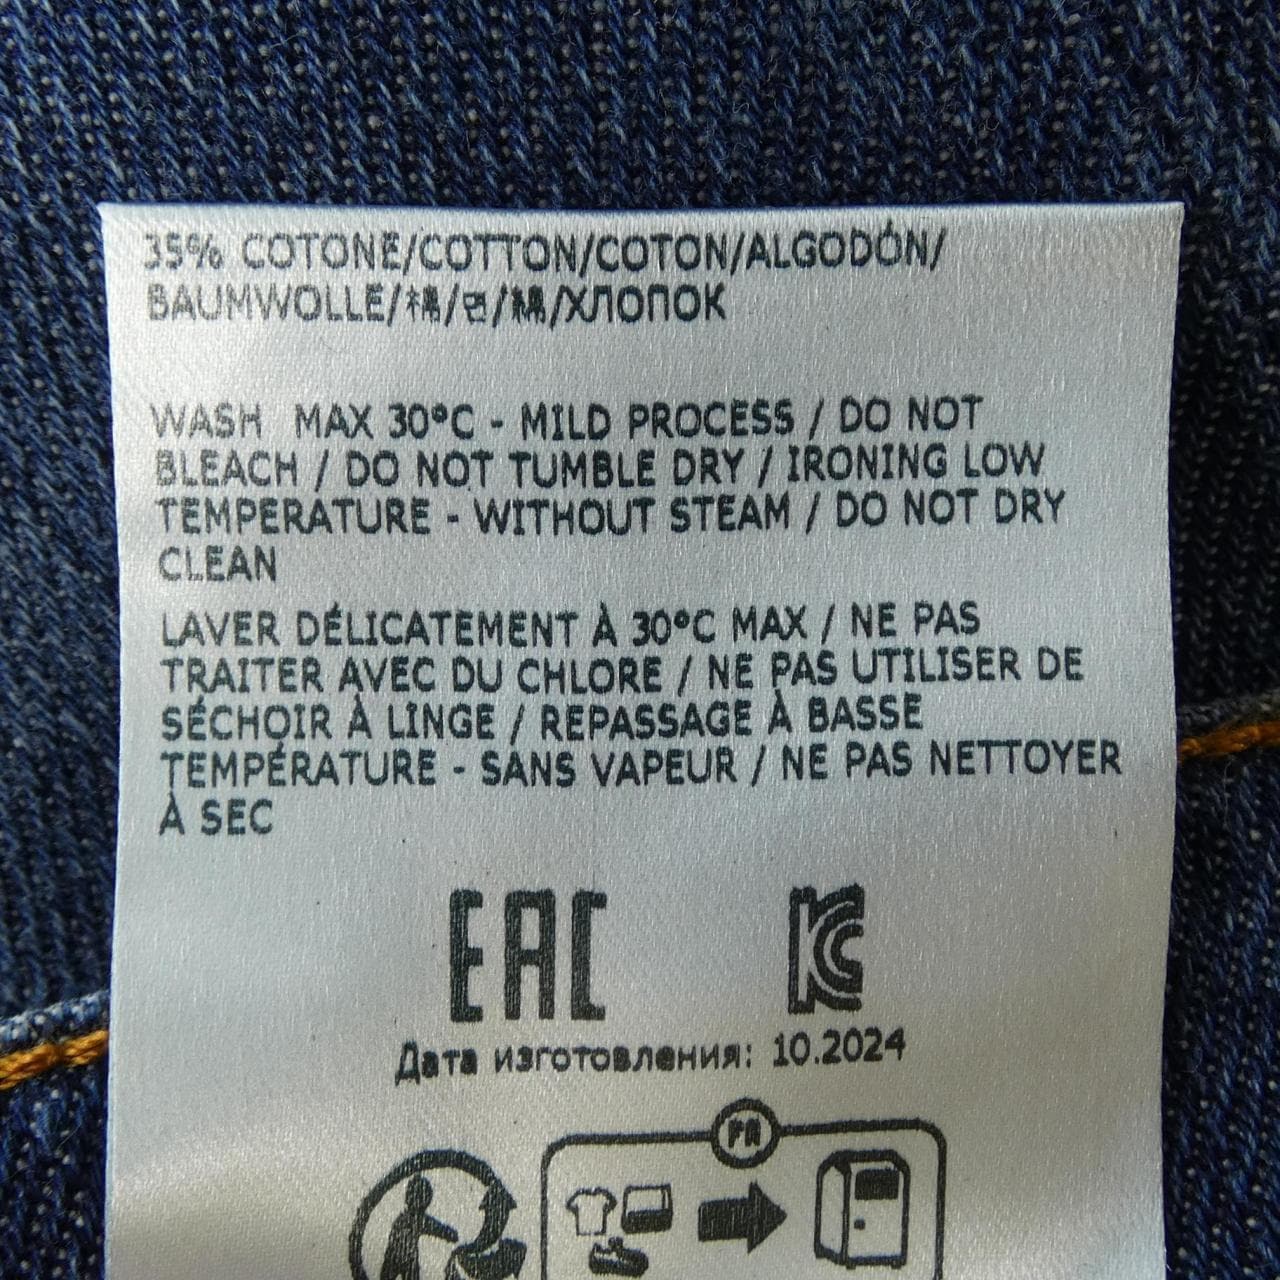 35% COTONE/COTTON/COTON/ALGODÓN/
BAUMWOLLE/棉/면/綿/ХЛОПОК
WASH MAX 30°C - MILD PROCESS / DO NOT
BLEACH / DO NOT TUMBLE DRY / IRONING LOW
TEMPERATURE - WITHOUT STEAM / DO NOT DRY
CLEAN
LAVER DÉLICATEMENT À 30°C MAX / NE PAS
TRAITER AVEC DU CHLORE / NE PAS UTILISER DE
SÉCHOIR À LINGE / REPASSAGE À BASSE
TEMPÉRATURE - SANS VAPEUR / NE PAS NETTOYER
À SEC
EAC KC
Дата изготовления: 10.2024
FR